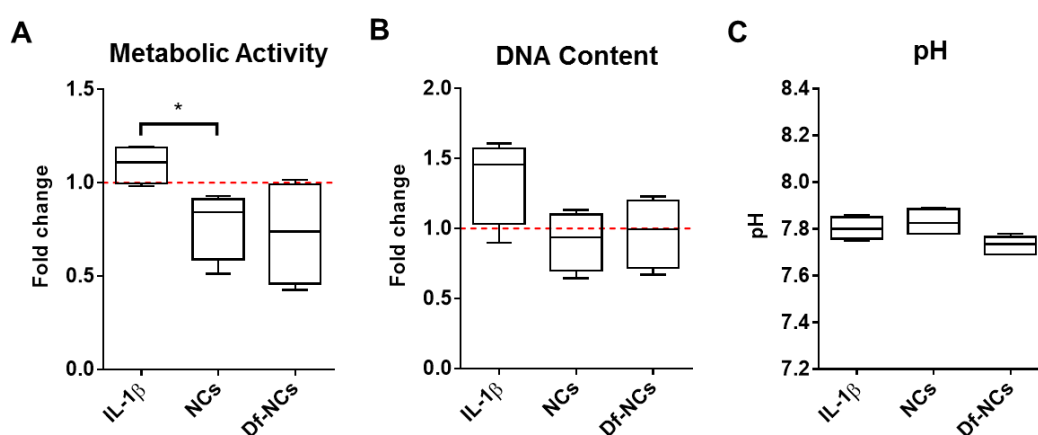 A
Metabolic Activity
Fold change
1.5
1.0
0.5
0.0
*
IL-1β
NCs
Df-NCs
B
DNA Content
Fold change
2.0
1.5
1.0
0.5
0.0
IL-1β
NCs
Df-NCs
C
pH
pH
8.4
8.2
8.0
7.8
7.6
7.4
7.2
IL-1β
NCs
Df-NCs